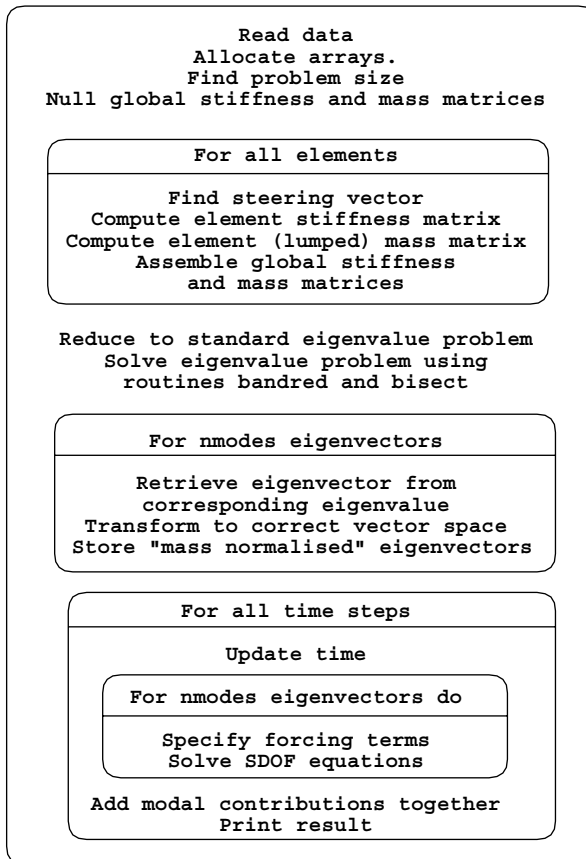 Read data
Allocate arrays.
Find problem size
Null global stiffness and mass matrices
For all elements
Find steering vector
Compute element stiffness matrix
Compute element (lumped) mass matrix
Assemble global stiffness
and mass matrices
Reduce to standard eigenvalue problem
Solve eigenvalue problem using
routines bandred and bisect
For nmodes eigenvectors
Retrieve eigenvector from
corresponding eigenvalue
Transform to correct vector space
Store "mass normalised" eigenvectors
For all time steps
Update time
For nmodes eigenvectors do
Specify forcing terms
Solve SDOF equations
Add modal contributions together
Print result